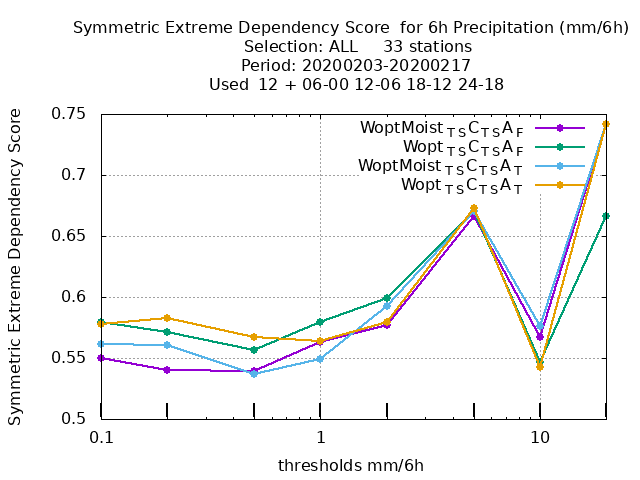 Symmetric Extreme Dependency Score  for 6h Precipitation (mm/6h)
Selection: ALL     33 stations
Period: 20200203-20200217
Used  12 + 06-00 12-06 18-12 24-18
Symmetric Extreme Dependency Score
0.75
0.7
0.65
0.6
0.55
0.5
WoptMoist TS C TS A F
Wopt TS C TS A F
WoptMoist TS C TS A T
Wopt TS C TS A T
0.1 1 10
thresholds mm/6h